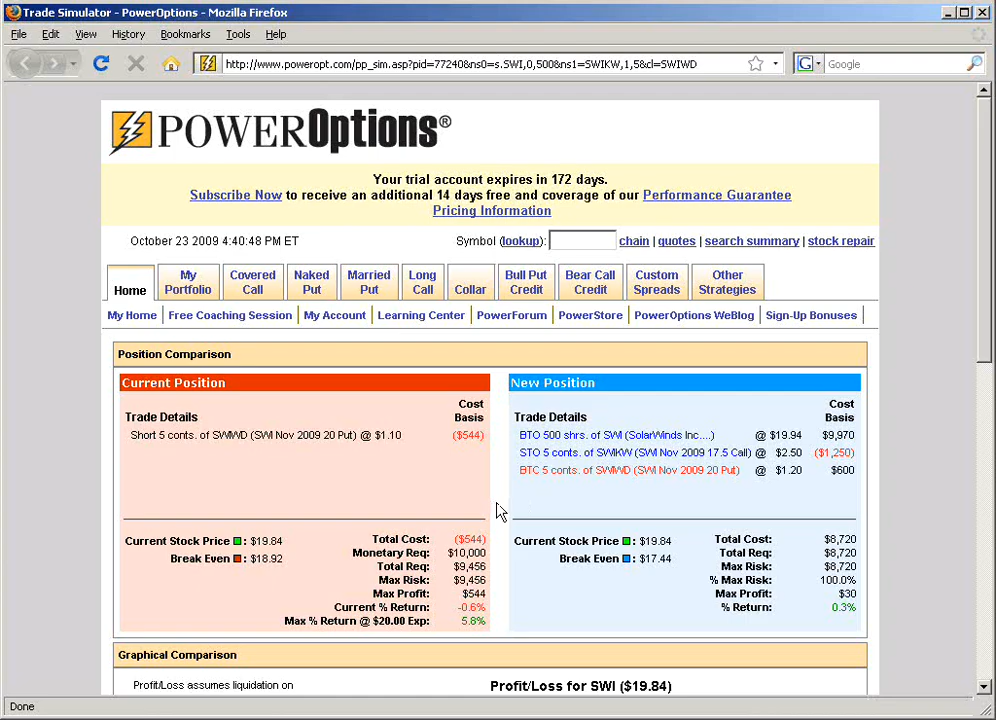 Trade Simulator - PowerOptions - Mozilla Firefox
File Edit View History Bookmarks Tools Help
http://www.poweropt.com/pp_sim.asp?pid=77240&ns0=s.SWI,0,500&ns1=SWIKW,1,5&cl=SWIWD
G Google
POWEROptions®
Your trial account expires in 172 days.
Subscribe Now to receive an additional 14 days free and coverage of our Performance Guarantee
Pricing Information
October 23 2009 4:40:48 PM ET Symbol (lookup): chain | quotes | search summary | stock repair
Home My Portfolio Covered Call Naked Put Married Put Long Call Collar Bull Put Credit Bear Call Credit Custom Spreads Other Strategies
My Home | Free Coaching Session | My Account | Learning Center | PowerForum | PowerStore | PowerOptions WeBlog | Sign-Up Bonuses |
Position Comparison
Current Position
Trade Details Cost Basis
Short 5 conts. of SWIWD (SWI Nov 2009 20 Put) @ $1.10 ($544)
Current Stock Price : $19.84
Break Even : $18.92
Total Cost: ($544)
Monetary Req: $10,000
Total Req: $9,456
Max Risk: $9,456
Max Profit: $544
Current % Return: -0.6%
Max % Return @ $20.00 Exp: 5.8%
New Position
Trade Details Cost Basis
BTO 500 shrs. of SWI (SolarWinds Inc....) @ $19.94 $9,970
STO 5 conts. of SWIKW (SWI Nov 2009 17.5 Call) @ $2.50 ($1,250)
BTC 5 conts. of SWIWD (SWI Nov 2009 20 Put) @ $1.20 $600
Current Stock Price : $19.84
Break Even : $17.44
Total Cost: $8,720
Total Req: $8,720
Max Risk: $8,720
% Max Risk: 100.0%
Max Profit: $30
% Return: 0.3%
Graphical Comparison
Profit/Loss assumes liquidation on
Profit/Loss for SWI ($19.84)
Done